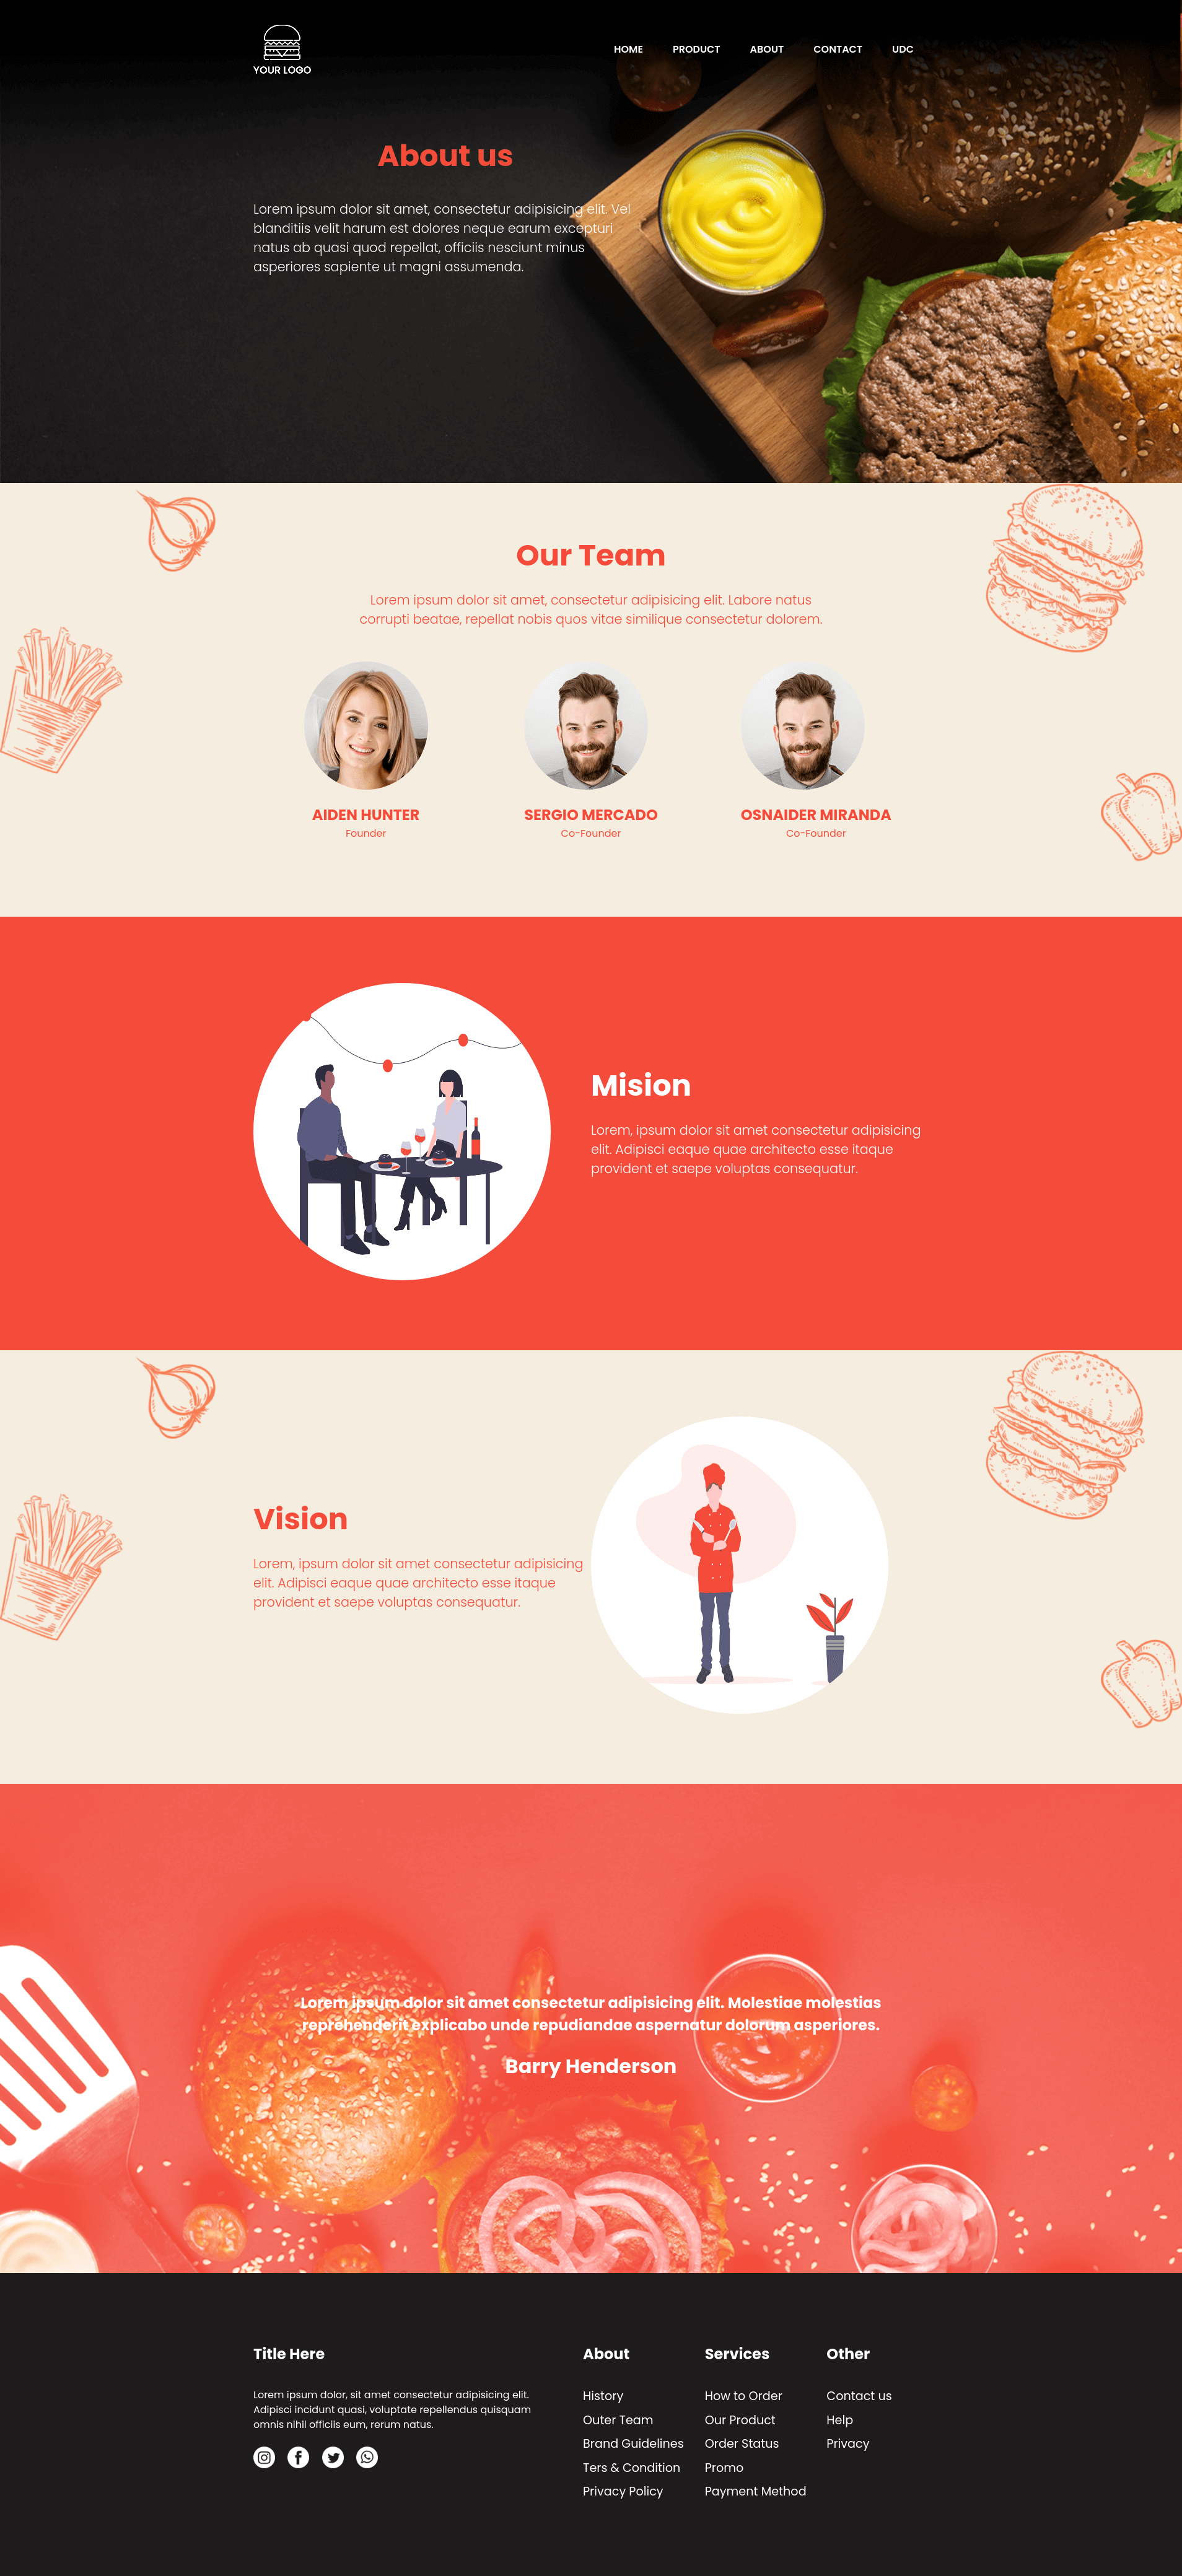 YOUR LOGO
HOME PRODUCT ABOUT CONTACT UDC
About us
Lorem ipsum dolor sit amet, consectetur adipisicing elit. Vel
blanditiis velit harum est dolores neque earum excepturi
natus ab quasi quod repellat, officiis nesciunt minus
asperiores sapiente ut magni assumenda.
Our Team
Lorem ipsum dolor sit amet, consectetur adipisicing elit. Labore natus
corrupti beatae, repellat nobis quos vitae similique consectetur dolorem.
AIDEN HUNTER
Founder
SERGIO MERCADO
Co-Founder
OSNAIDER MIRANDA
Co-Founder
Mision
Lorem, ipsum dolor sit amet consectetur adipisicing
elit. Adipisci eaque quae architecto esse itaque
provident et saepe voluptas consequatur.
Vision
Lorem, ipsum dolor sit amet consectetur adipisicing
elit. Adipisci eaque quae architecto esse itaque
provident et saepe voluptas consequatur.
Lorem ipsum dolor sit amet consectetur adipisicing elit. Molestiae molestias
reprehenderit explicabo unde repudiandae aspernatur dolorum asperiores.
Barry Henderson
Title Here
Lorem ipsum dolor, sit amet consectetur adipisicing elit.
Adipisci incidunt quasi, voluptate repellendus quisquam
omnis nihil officiis eum, rerum natus.
About
History
Outer Team
Brand Guidelines
Ters & Condition
Privacy Policy
Services
How to Order
Our Product
Order Status
Promo
Payment Method
Other
Contact us
Help
Privacy